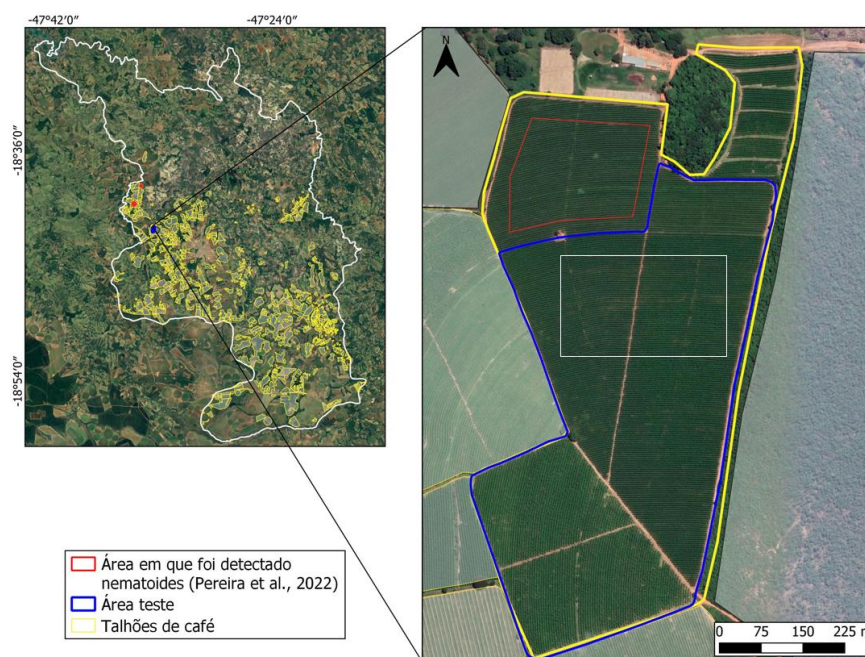 -47°42′0″
-47°24′0″
-18°36′0″
-18°54′0″
N
Área em que foi detectado
nematoides (Pereira et al., 2022)
Área teste
Talhões de café
0 75 150 225 m